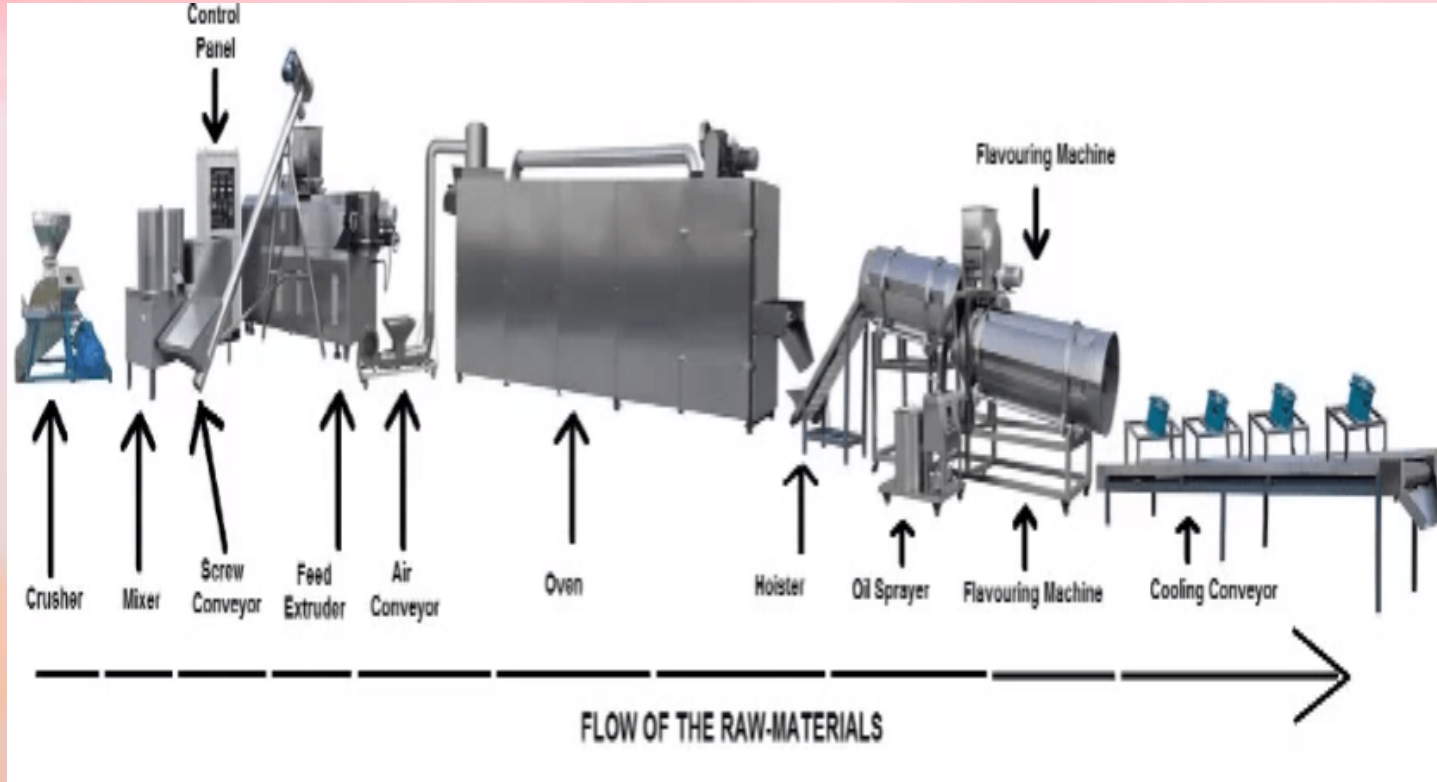 Control
Panel
Flavouring Machine
Crusher
Mixer
Screw
Conveyor
Feed
Extruder
Air
Conveyor
Oven
Hoister
Oil Sprayer
Flavouring Machine
Cooling Conveyor
FLOW OF THE RAW-MATERIALS